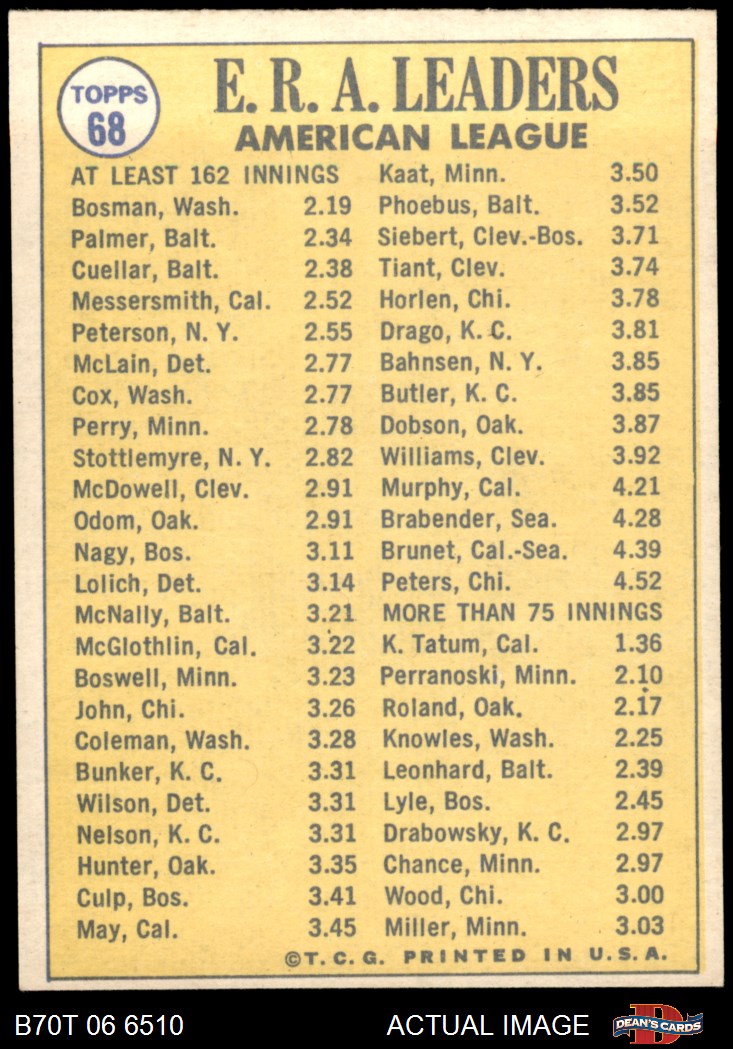 TOPPS
68
E. R. A. LEADERS
AMERICAN LEAGUE
AT LEAST 162 INNINGS
Bosman, Wash. 2.19
Palmer, Balt. 2.34
Cuellar, Balt. 2.38
Messersmith, Cal. 2.52
Peterson, N. Y. 2.55
McLain, Det. 2.77
Cox, Wash. 2.77
Perry, Minn. 2.78
Stottlemyre, N. Y. 2.82
McDowell, Clev. 2.91
Odom, Oak. 2.91
Nagy, Bos. 3.11
Lolich, Det. 3.14
McNally, Balt. 3.21
McGlothlin, Cal. 3.22
Boswell, Minn. 3.23
John, Chi. 3.26
Coleman, Wash. 3.28
Bunker, K. C. 3.31
Wilson, Det. 3.31
Nelson, K. C. 3.31
Hunter, Oak. 3.35
Culp, Bos. 3.41
May, Cal. 3.45
Kaat, Minn. 3.50
Phoebus, Balt. 3.52
Siebert, Clev.-Bos. 3.71
Tiant, Clev. 3.74
Horlen, Chi. 3.78
Drago, K. C. 3.81
Bahnsen, N. Y. 3.85
Butler, K. C. 3.85
Dobson, Oak. 3.87
Williams, Clev. 3.92
Murphy, Cal. 4.21
Brabender, Sea. 4.28
Brunet, Cal.-Sea. 4.39
Peters, Chi. 4.52
MORE THAN 75 INNINGS
K. Tatum, Cal. 1.36
Perranoski, Minn. 2.10
Roland, Oak. 2.17
Knowles, Wash. 2.25
Leonhard, Balt. 2.39
Lyle, Bos. 2.45
Drabowsky, K. C. 2.97
Chance, Minn. 2.97
Wood, Chi. 3.00
Miller, Minn. 3.03
©T. C. G. PRINTED IN U. S. A.
B70T 06 6510
ACTUAL IMAGE
D
DEAN'S CARDS